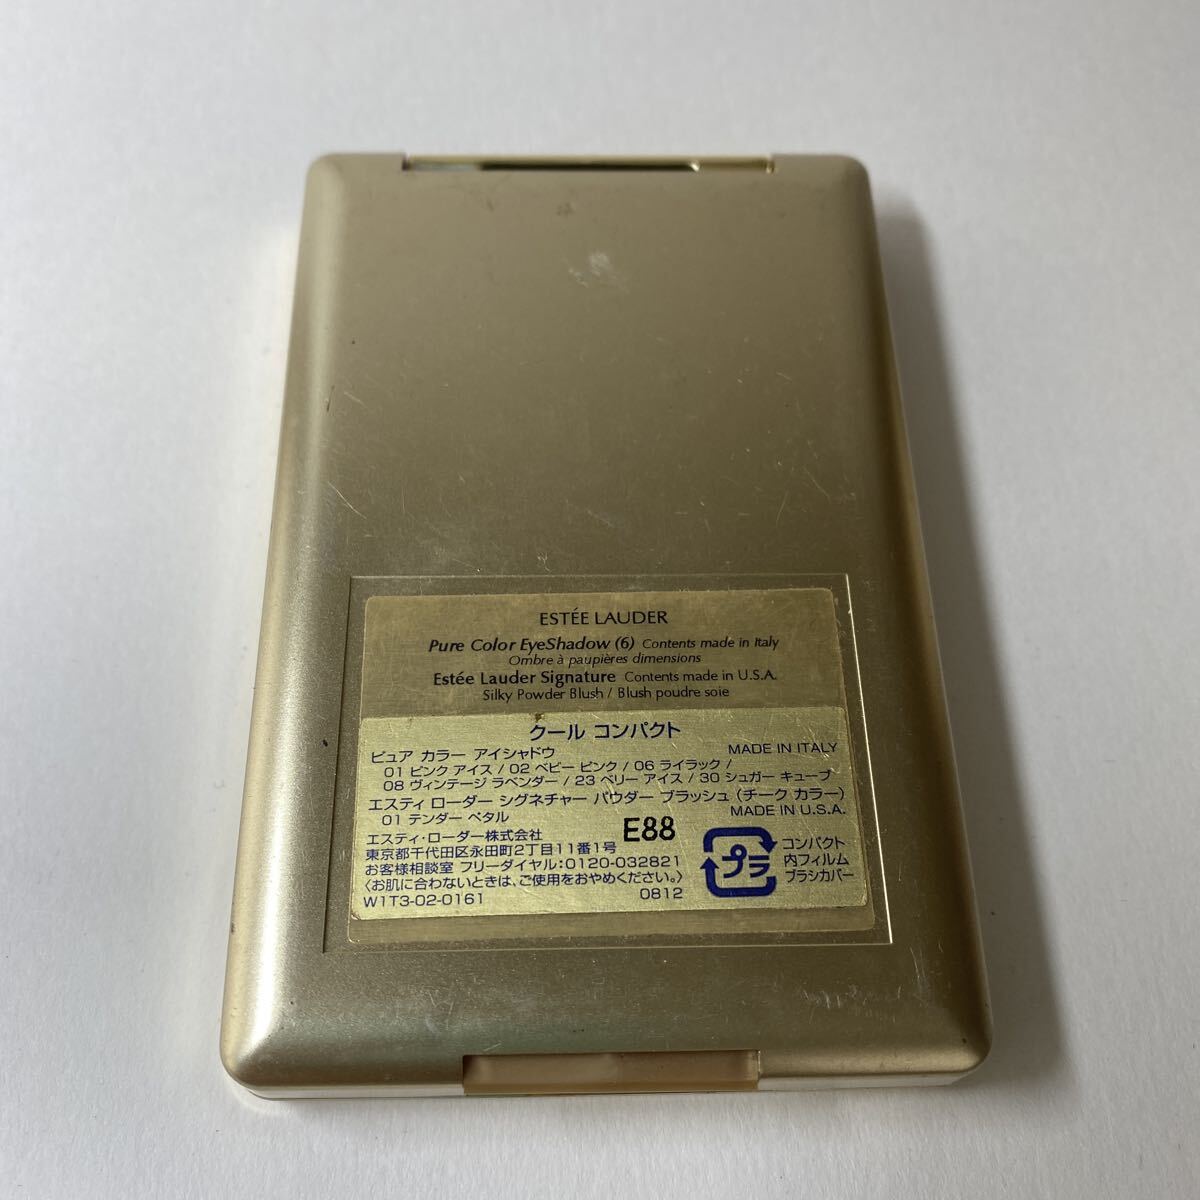 ESTÉE LAUDER
Pure Color EyeShadow (6) Contents made in Italy
Ombre à paupières dimensions
Estée Lauder Signature Contents made in U.S.A.
Silky Powder Blush / Blush poudre soie
クール コンパクト
ピュア カラー アイシャドウ MADE IN ITALY
01 ピンク アイス / 02 ベビー ピンク / 06 ライラック /
08 ヴィンテージ ラベンダー / 23 ベリー アイス / 30 シュガー キューブ
エスティ ローダー シグネチャー パウダー ブラッシュ (チーク カラー)
01 テンダー ペタル MADE IN U.S.A.
エスティ・ローダー株式会社 E88
東京都千代田区永田町2丁目11番1号
お客様相談室 フリーダイヤル:0120-032821
〈お肌に合わないときは、ご使用をおやめください。〉
W1T3-02-0161 0812
プラ
コンパクト
内フィルム
ブラシカバー